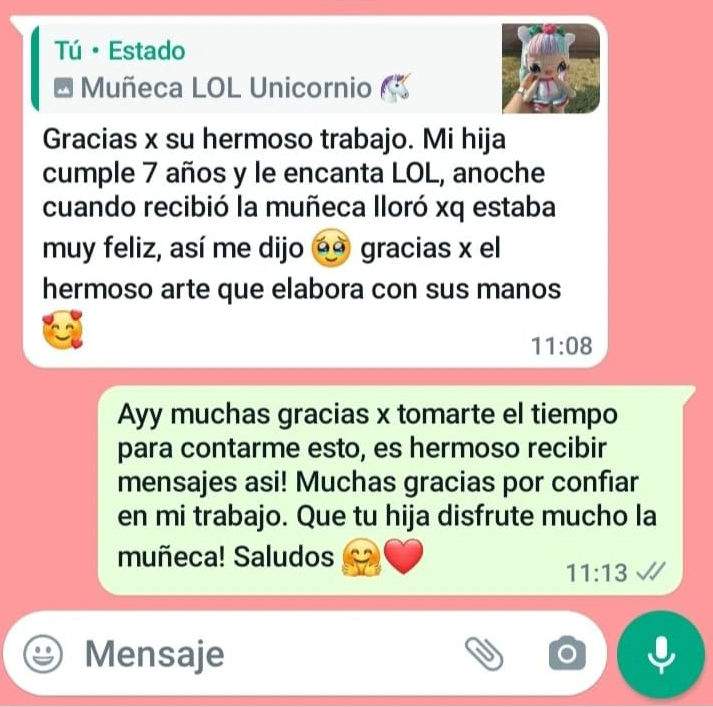 Tú • Estado
Muñeca LOL Unicornio 🦄
Gracias x su hermoso trabajo. Mi hija
cumple 7 años y le encanta LOL, anoche
cuando recibió la muñeca lloró xq estaba
muy feliz, así me dijo 🥹 gracias x el
hermoso arte que elabora con sus manos
🥰
11:08
Ayy muchas gracias x tomarte el tiempo
para contarme esto, es hermoso recibir
mensajes asi! Muchas gracias por confiar
en mi trabajo. Que tu hija disfrute mucho la
muñeca! Saludos 🤗❤️
11:13
Mensaje